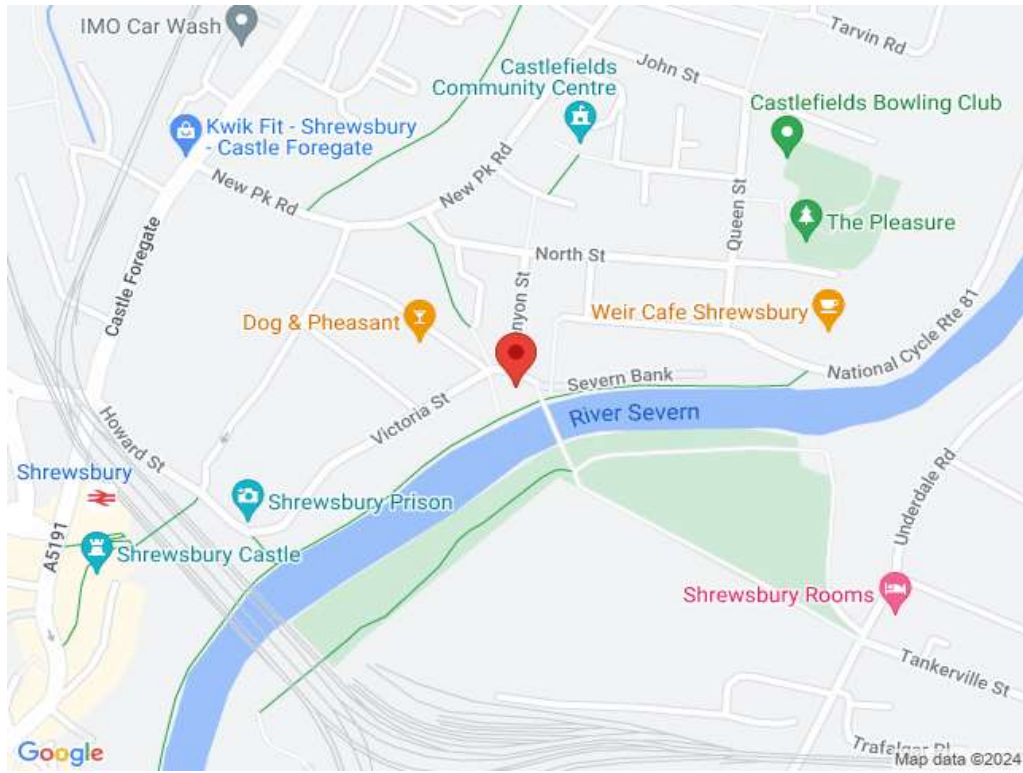 IMO Car Wash
Tarvin Rd
John St
Castlefields
Community Centre
Castlefields Bowling Club
Kwik Fit - Shrewsbury
- Castle Foregate
New Pk Rd
New Pk Rd
The Pleasure
Queen St
North St
Castle Foregate
nyon St
Dog & Pheasant
Weir Cafe Shrewsbury
National Cycle Rte 81
Severn Bank
River Severn
Victoria St
Howard St
Shrewsbury
Shrewsbury Prison
Underdale Rd
A5191
Shrewsbury Castle
Shrewsbury Rooms
Tankerville St
Google
Map data ©2024